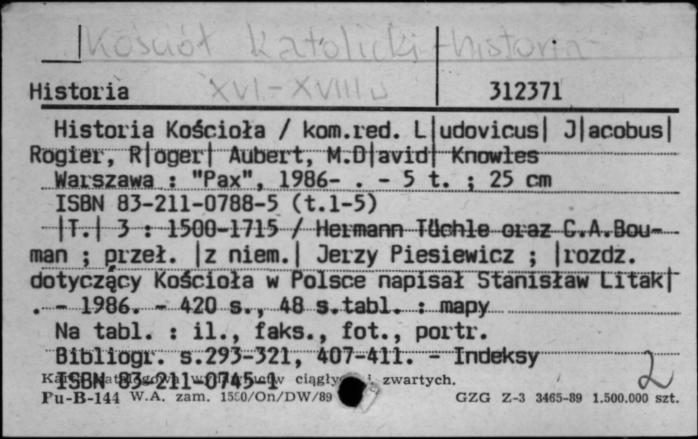 Kościół katolicki - historia
XVI - XVIII w
Historia 312371
Historia Kościoła / kom.red. L|udovicus| J|acobus|
Rogier, R|oger| Aubert, M.D|avid| Knowles
Warszawa : "Pax", 1986- . - 5 t. ; 25 cm
ISBN 83-211-0788-5 (t.1-5)
|T.| 3 : 1500-1715 / Hermann Tüchle oraz C.A.Bou-
man ; przeł. |z niem.| Jerzy Piesiewicz ; |rozdz.
dotyczący Kościoła w Polsce napisał Stanisław Litak|
. - 1986. - 420 s., 48 s.tabl. : mapy
Na tabl. : il., faks., fot., portr.
Bibliogr. s.293-321, 407-411. - Indeksy
ISBN 83-211-0745-1
ciągłych i zwartych.
2
Pu-B-144 W.A. zam. 1550/On/DW/89 GZG Z-3 3465-89 1.500.000 szt.